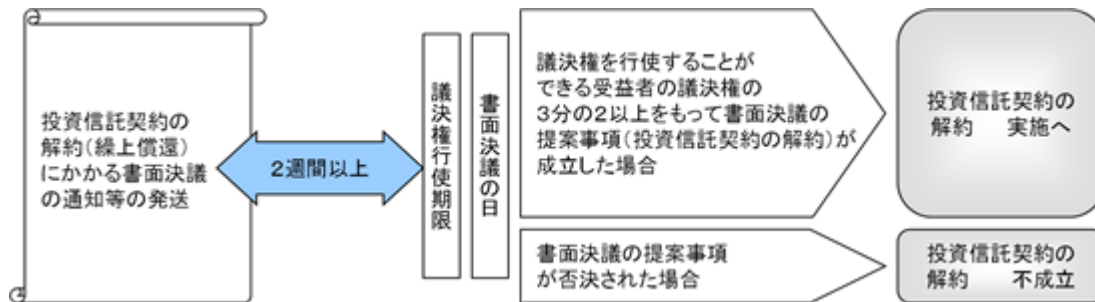 投資信託契約の
解約(繰上償還)
にかかる書面決議
の通知等の発送
２週間以上
議決権行使期限
書面決議の日
議決権を行使することが
できる受益者の議決権の
３分の２以上をもって書面決議の
提案事項(投資信託契約の解約)が
成立した場合
投資信託契約の
解約　　実施へ
書面決議の提案事項
が否決された場合
投資信託契約の
解約　　不成立